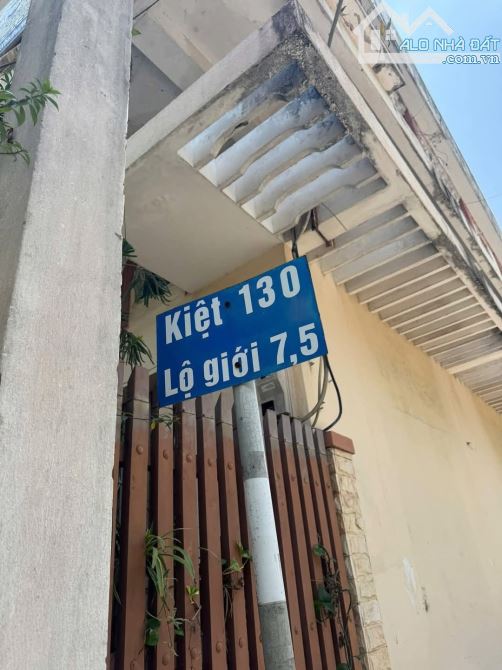 ALO NHÀ ĐẤT
.com.vn
Kiệt 130
Lộ giới 7,5